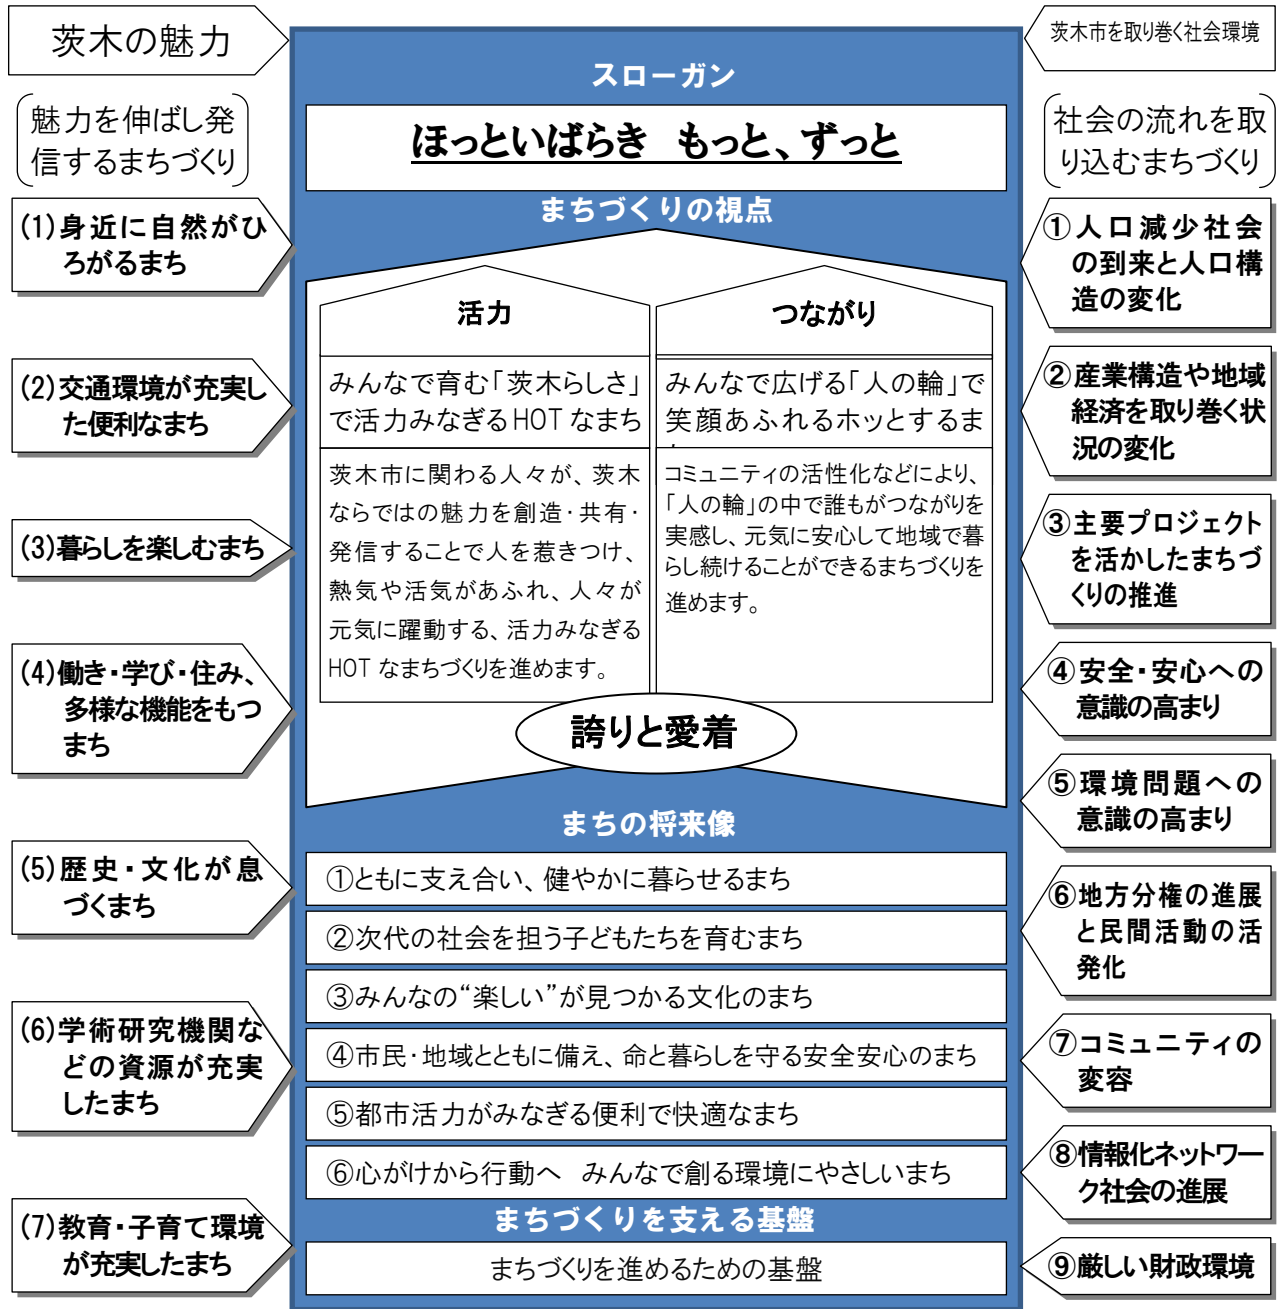 茨木の魅力
魅力を伸ばし発
信するまちづくり
(1)身近に自然がひ
ろがるまち
(2)交通環境が充実し
た便利なまち
(3)暮らしを楽しむまち
(4)働き・学び・住み、
多様な機能をもつ
まち
(5)歴史・文化が息
づくまち
(6)学術研究機関な
どの資源が充実
したまち
(7)教育・子育て環境
が充実したまち
スローガン
ほっといばらき　もっと、ずっと
まちづくりの視点
活力
みんなで育む「茨木らしさ」
で活力みなぎるHOTなまち
茨木市に関わる人々が、茨木
ならではの魅力を創造・共有・
発信することで人を惹きつけ、
熱気や活気があふれ、人々が
元気に躍動する、活力みなぎる
HOTなまちづくりを進めます。
つながり
みんなで広げる「人の輪」で
笑顔あふれるホッとするま
コミュニティの活性化などにより、
「人の輪」の中で誰もがつながりを
実感し、元気に安心して地域で暮
らし続けることができるまちづくりを
進めます。
誇りと愛着
まちの将来像
①ともに支え合い、健やかに暮らせるまち
②次代の社会を担う子どもたちを育むまち
③みんなの“楽しい”が見つかる文化のまち
④市民・地域とともに備え、命と暮らしを守る安全安心のまち
⑤都市活力がみなぎる便利で快適なまち
⑥心がけから行動へ　みんなで創る環境にやさしいまち
まちづくりを支える基盤
まちづくりを進めるための基盤
茨木市を取り巻く社会環境
社会の流れを取
り込むまちづくり
①人口減少社会
の到来と人口構
造の変化
②産業構造や地域
経済を取り巻く状
況の変化
③主要プロジェクト
を活かしたまちづ
くりの推進
④安全・安心への
意識の高まり
⑤環境問題への
意識の高まり
⑥地方分権の進展
と民間活動の活
発化
⑦コミュニティの
変容
⑧情報化ネットワー
ク社会の進展
⑨厳しい財政環境